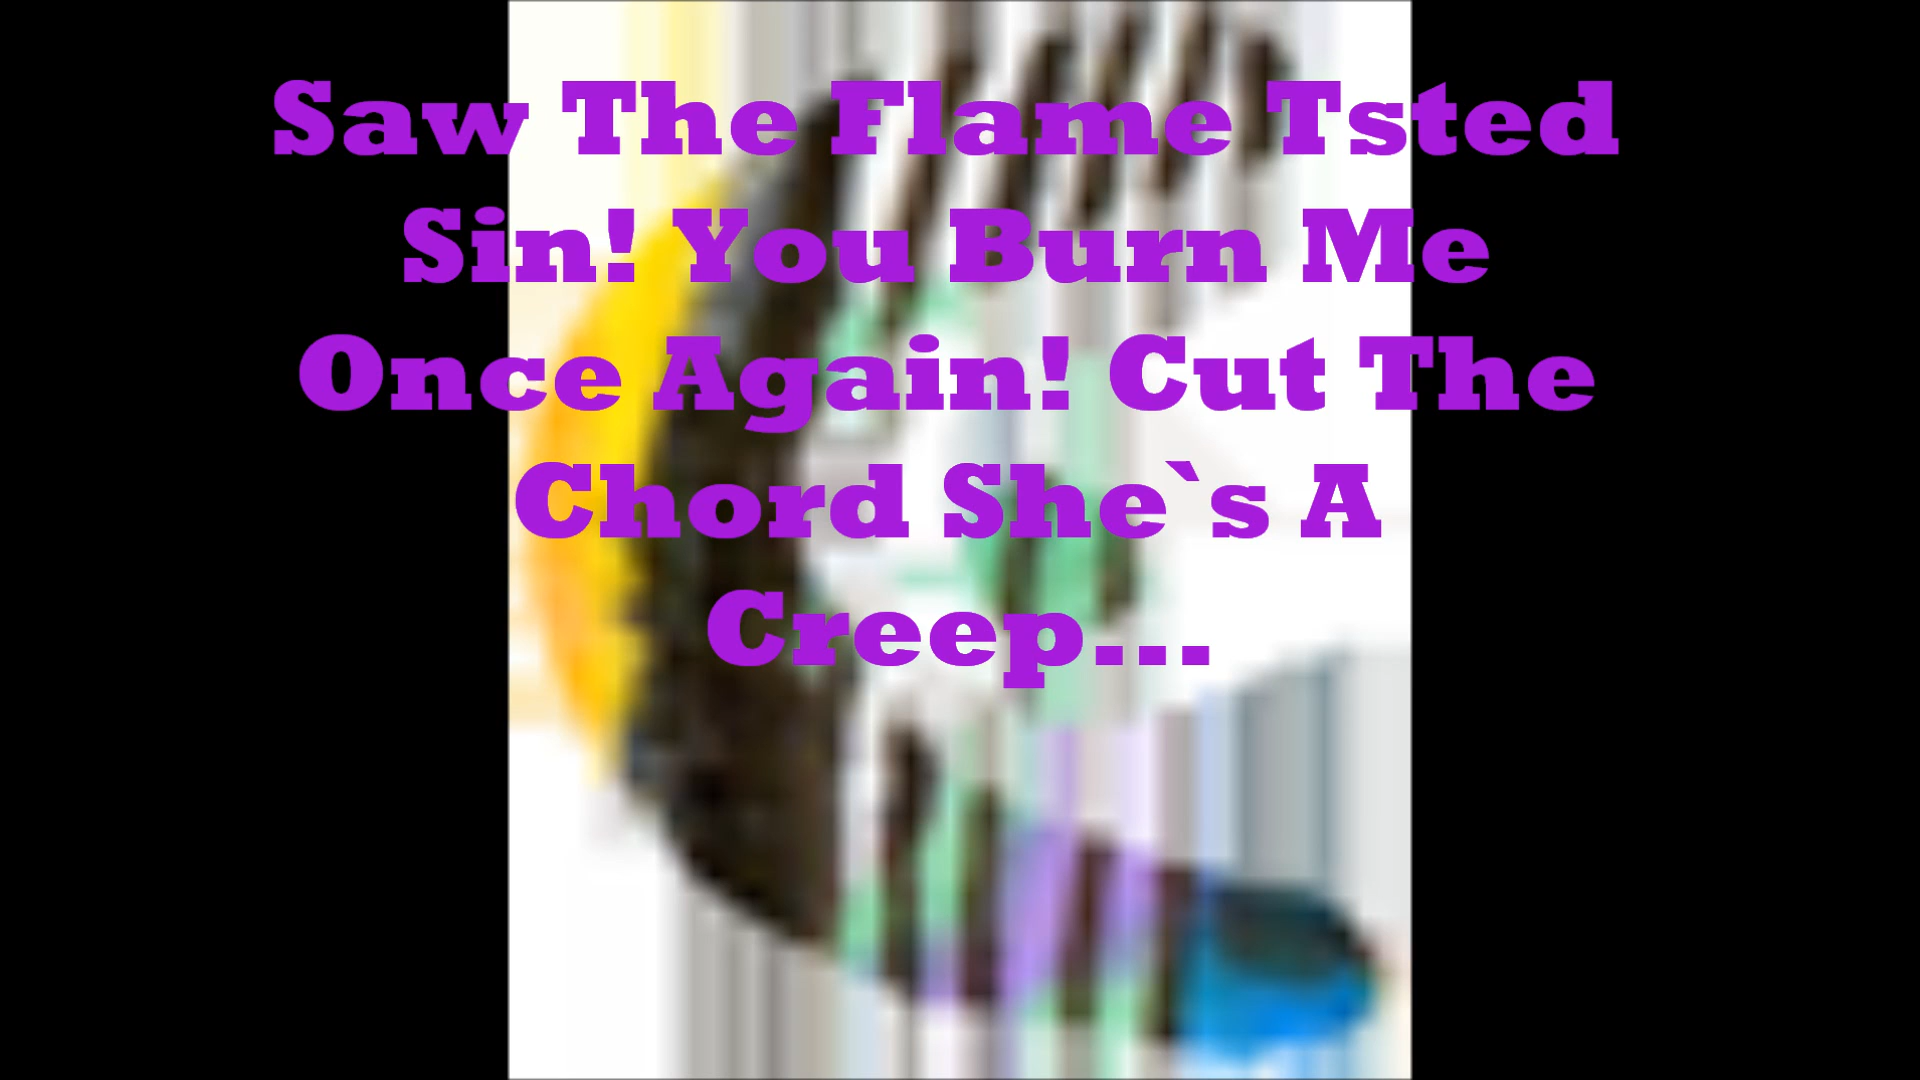 Saw The Flame Tsted
Sin! You Burn Me
Once Again! Cut The
Chord She`s A
Creep...